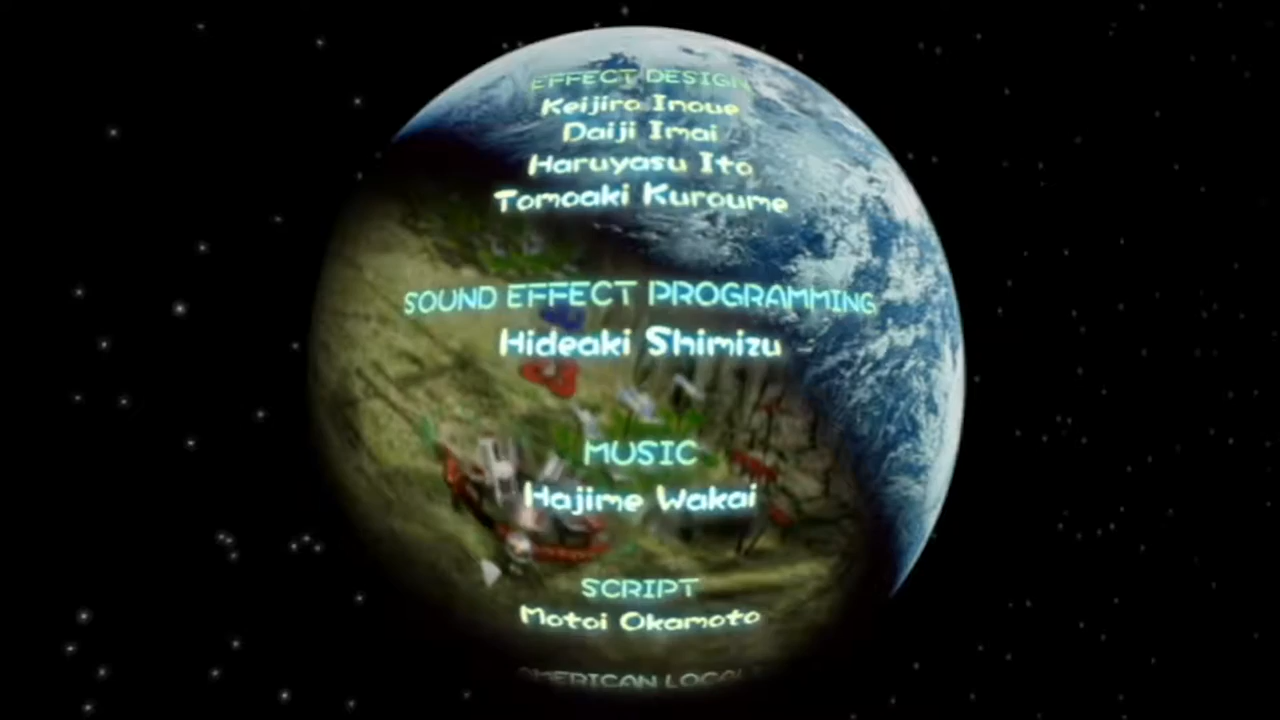 EFFECT DESIGN
Keijiro Inoue
Daiji Imai
Haruyasu Ito
Tomoaki Kuroume
SOUND EFFECT PROGRAMMING
Hideaki Shimizu
MUSIC
Hajime Wakai
SCRIPT
Motoi Okamoto
AMERICAN